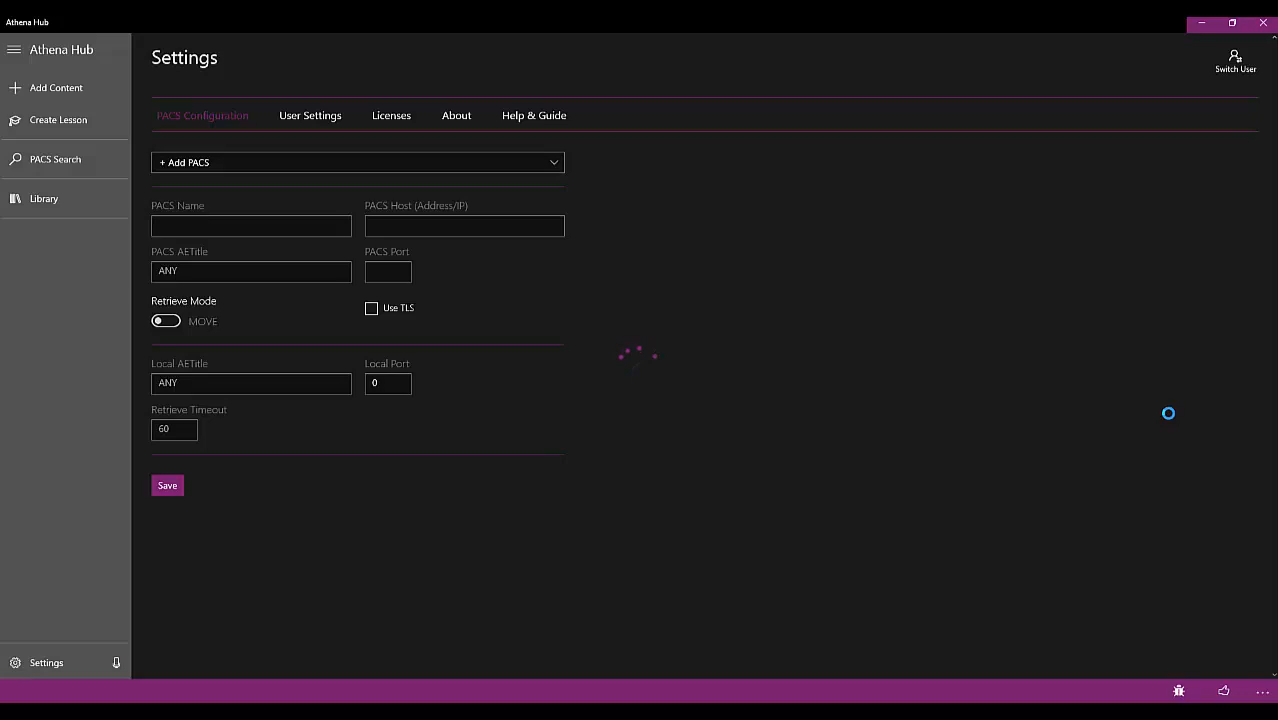 Athena Hub
Athena Hub
Settings
Switch User
Add Content
Create Lesson
PACS Search
Library
PACS Configuration User Settings Licenses About Help & Guide
+ Add PACS
PACS Name PACS Host (Address/IP)
PACS AETitle PACS Port
ANY
Retrieve Mode
Use TLS
MOVE
Local AETitle Local Port
ANY 0
Retrieve Timeout
60
Save
Settings